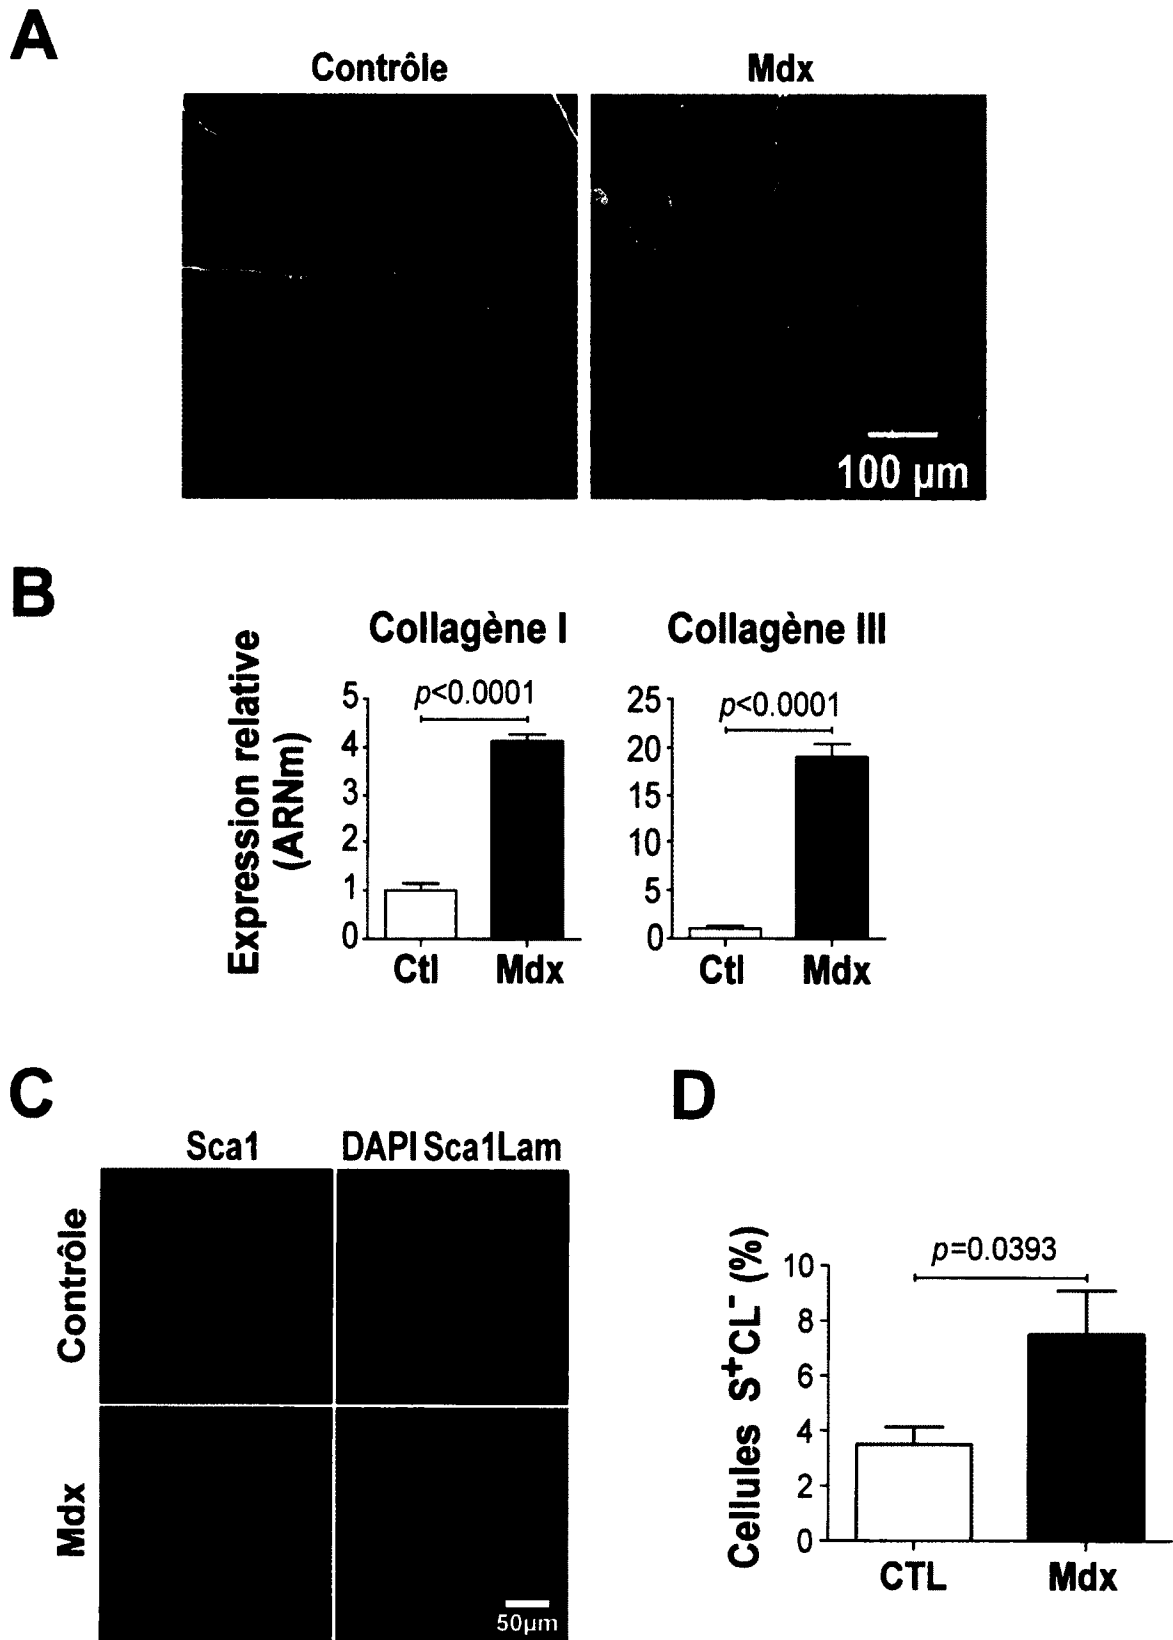 A
Contrôle Mdx
100 µm
B
Collagène I Collagène III
Expression relative
(ARNm)
p<0.0001
5
4
3
2
1
0
Ctl Mdx
p<0.0001
25
20
15
10
5
0
Ctl Mdx
C
Sca1 DAPI Sca1Lam
Contrôle
Mdx
50µm
D
Cellules S⁺CL⁻ (%)
p=0.0393
10
8
6
4
2
0
CTL Mdx